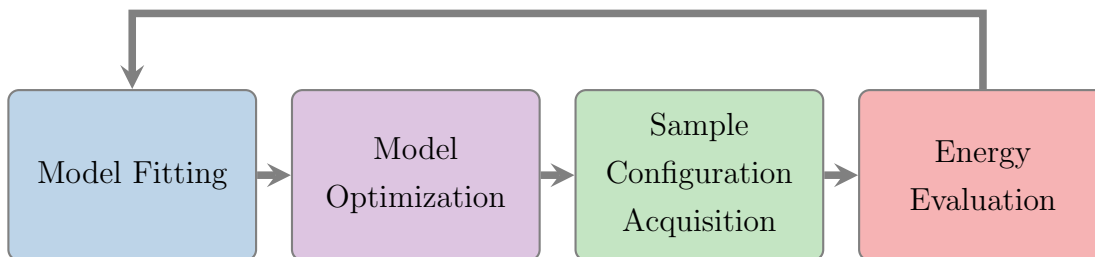 Model Fitting
Model
Optimization
Sample
Configuration
Acquisition
Energy
Evaluation